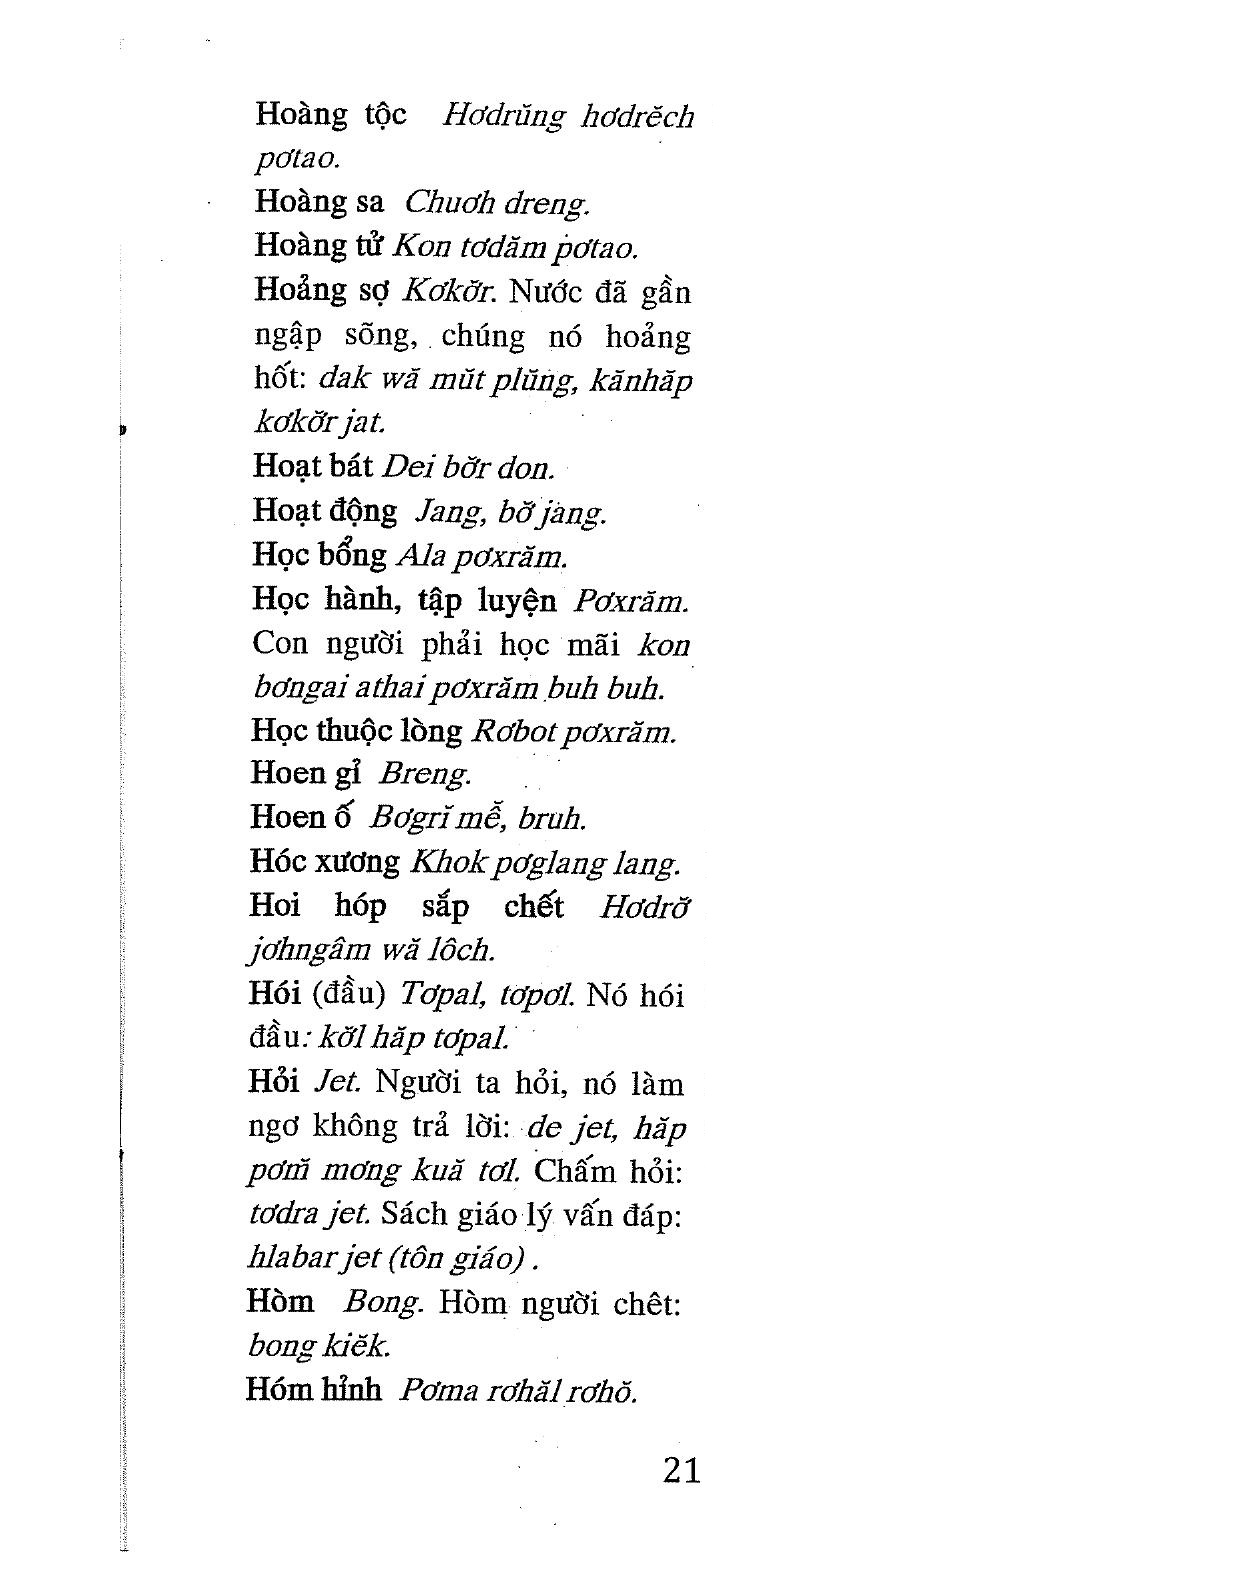 Hoàng tộc Hơdrŭng hơdrĕch
pơtao.
Hoàng sa Chuơh dreng.
Hoàng tử Kon tơdăm pơtao.
Hoảng sợ Kơkơ̆r. Nước đã gần
ngập sõng, chúng nó hoảng
hốt: dak wă mŭt plŭng, kănhăp
kơkơ̆r jat.
Hoạt bát Dei bơ̆r don.
Hoạt động Jang, bơ̆ jang.
Học bổng Ala pơxrăm.
Học hành, tập luyện Pơxrăm.
Con người phải học mãi kon
bơngai athai pơxrăm buh buh.
Học thuộc lòng Rơbot pơxrăm.
Hoen gỉ Breng.
Hoen ố Bơgrĭ mê̆, bruh.
Hóc xương Khok pơglang lang.
Hoi hóp sắp chết Hơdrơ̆
jơhngâm wă lôch.
Hói (đầu) Tơpal, tơpơl. Nó hói
đầu: kơ̆l hăp tơpal.
Hỏi Jet. Người ta hỏi, nó làm
ngơ không trả lời: de jet, hăp
pơm̆ mơng kuă tơl. Chấm hỏi:
tơdra jet. Sách giáo lý vấn đáp:
hlabar jet (tôn giáo) .
Hòm Bong. Hòm người chêt:
bong kiĕk.
Hóm hỉnh Pơma rơhăl rơhŏ.
21